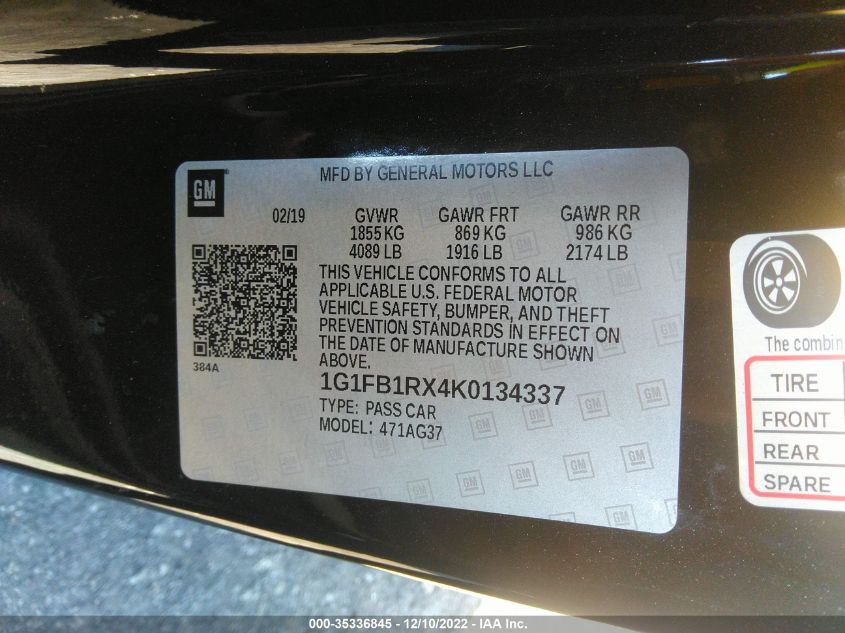 GM
MFD BY GENERAL MOTORS LLC
02/19 GVWR GAWR FRT GAWR RR
1855 KG 869 KG 986 KG
4089 LB 1916 LB 2174 LB
THIS VEHICLE CONFORMS TO ALL
APPLICABLE U.S. FEDERAL MOTOR
VEHICLE SAFETY, BUMPER, AND THEFT
PREVENTION STANDARDS IN EFFECT ON
THE DATE OF MANUFACTURE SHOWN
ABOVE.
384A
1G1FB1RX4K0134337
TYPE: PASS CAR
MODEL: 471AG37
The combin
TIRE
FRONT
REAR
SPARE
000-35336845 — 12/10/2022 — IAA Inc.